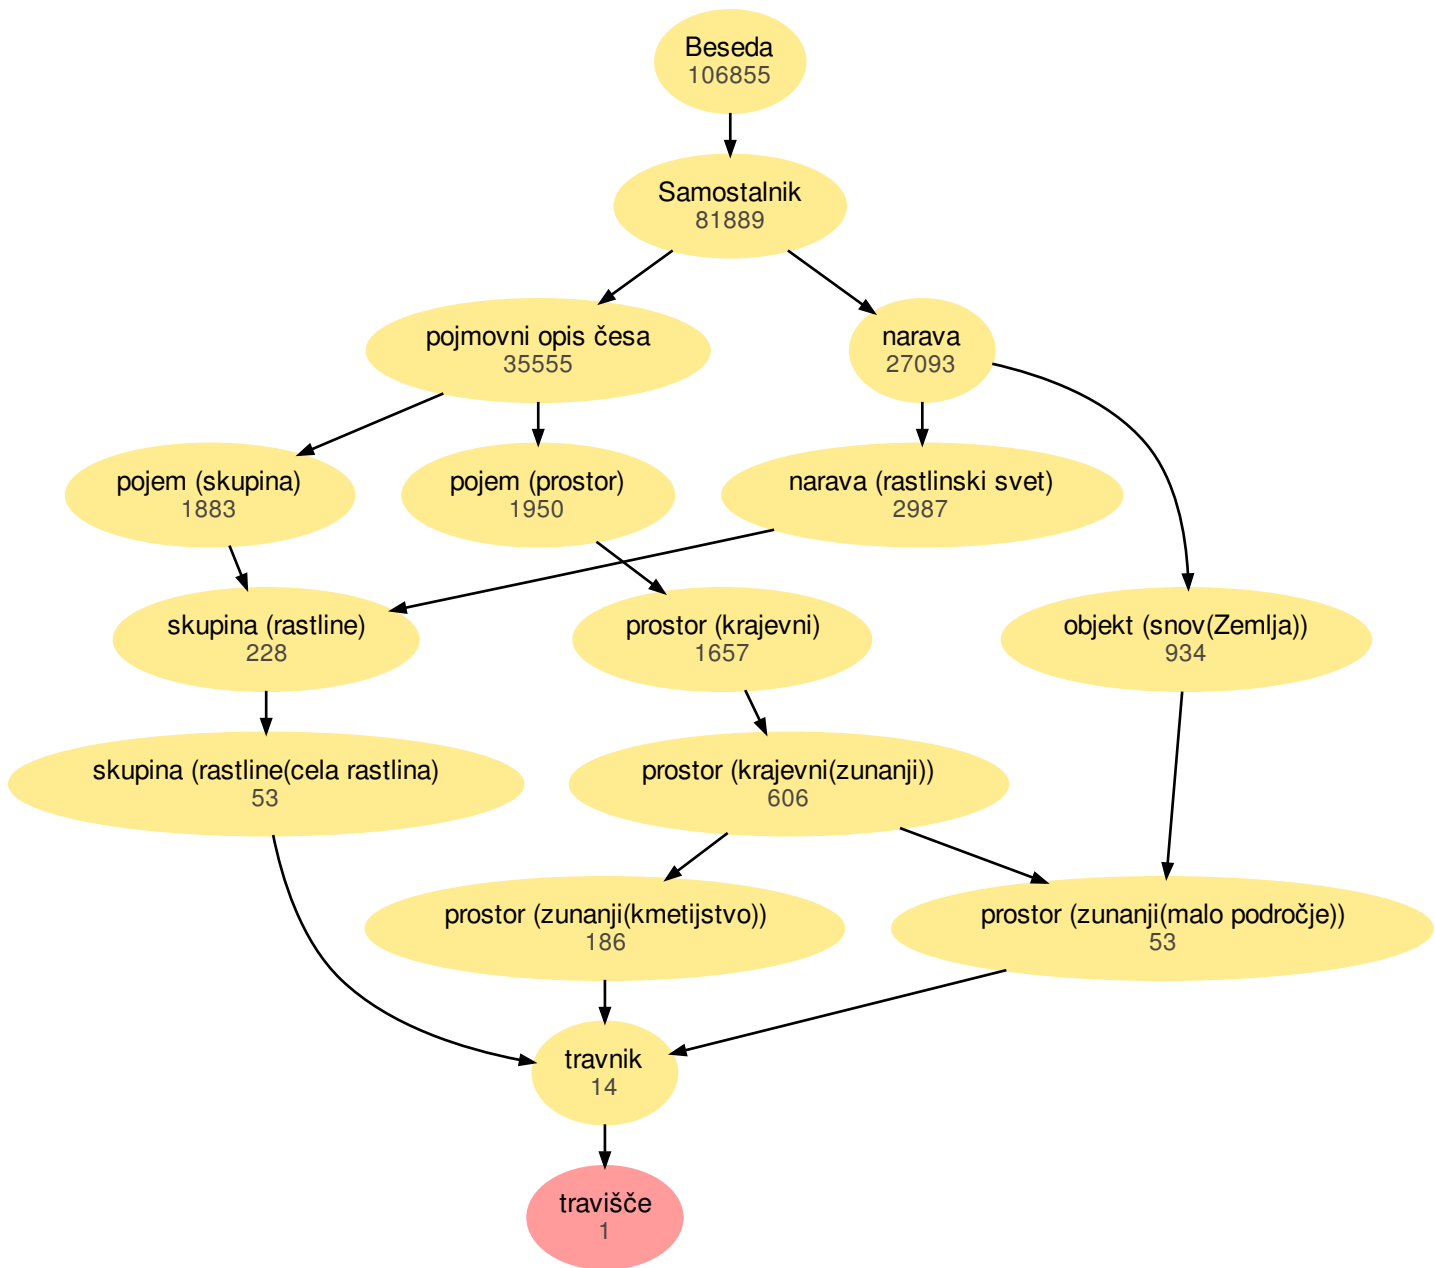 Beseda
106855
Samostalnik
81889
pojmovni opis česa
35555
narava
27093
pojem (skupina)
1883
pojem (prostor)
1950
narava (rastlinski svet)
2987
skupina (rastline)
228
prostor (krajevni)
1657
objekt (snov(Zemlja))
934
skupina (rastline(cela rastlina)
53
prostor (krajevni(zunanji))
606
prostor (zunanji(kmetijstvo))
186
prostor (zunanji(malo področje))
53
travnik
14
travišče
1